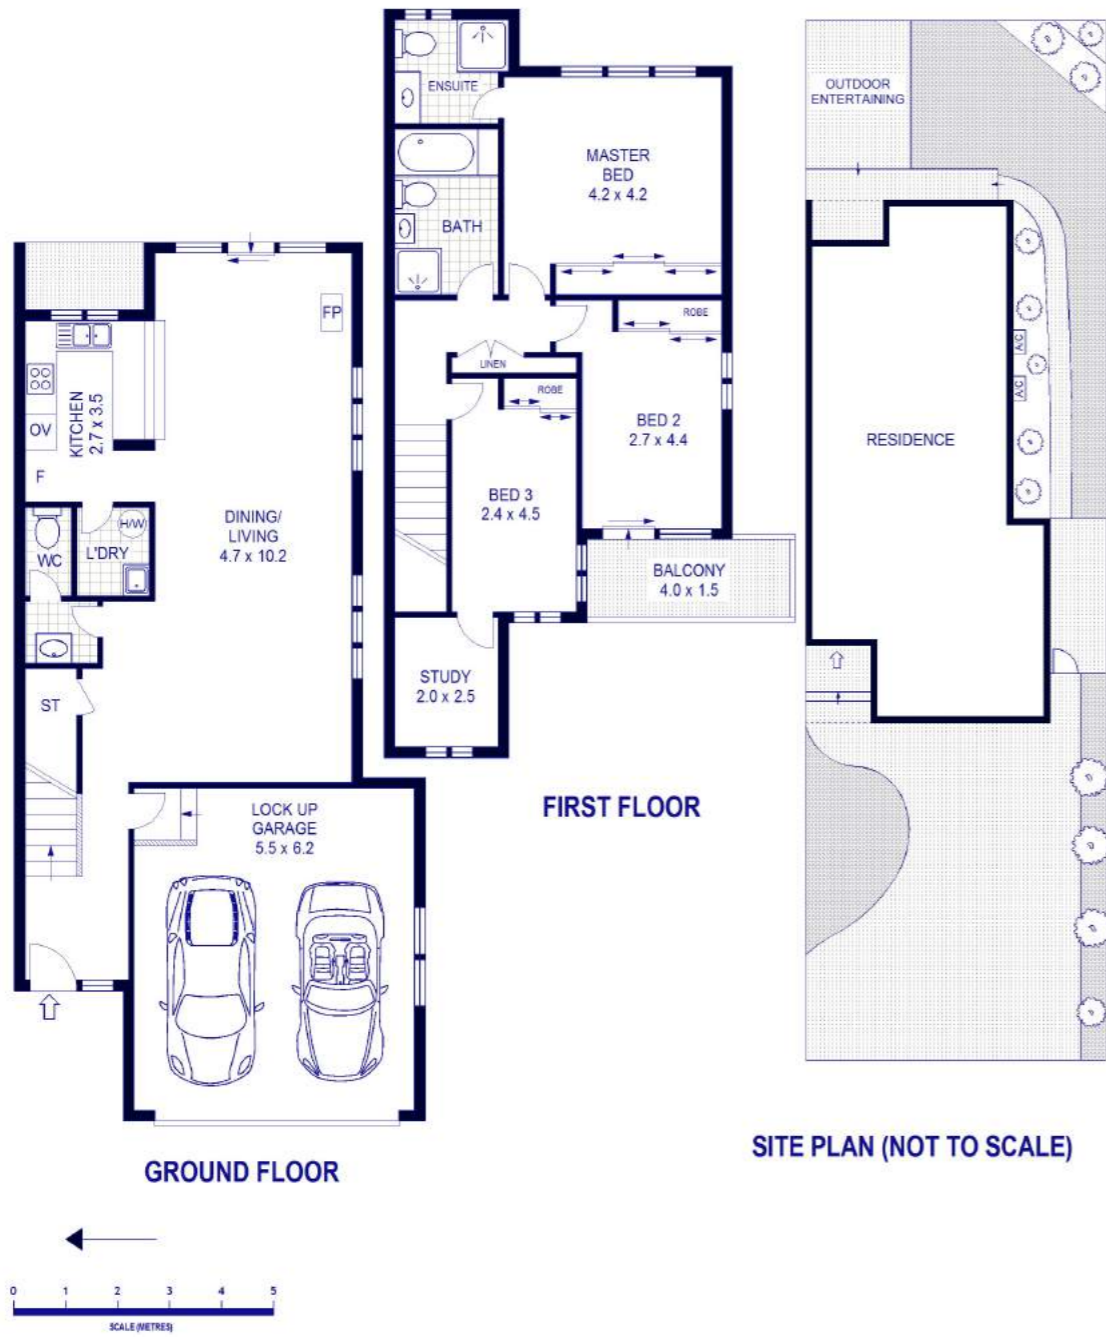 ENSUITE
MASTER
BED
4.2 x 4.2
BATH
ROBE
LINEN
ROBE
BED 2
2.7 x 4.4
BED 3
2.4 x 4.5
BALCONY
4.0 x 1.5
STUDY
2.0 x 2.5
FIRST FLOOR
FP
KITCHEN
2.7 x 3.5
OV
F
H/W
L'DRY
WC
DINING/
LIVING
4.7 x 10.2
ST
LOCK UP
GARAGE
5.5 x 6.2
GROUND FLOOR
OUTDOOR
ENTERTAINING
A/C
A/C
RESIDENCE
SITE PLAN (NOT TO SCALE)
0 1 2 3 4 5
SCALE (METRES)